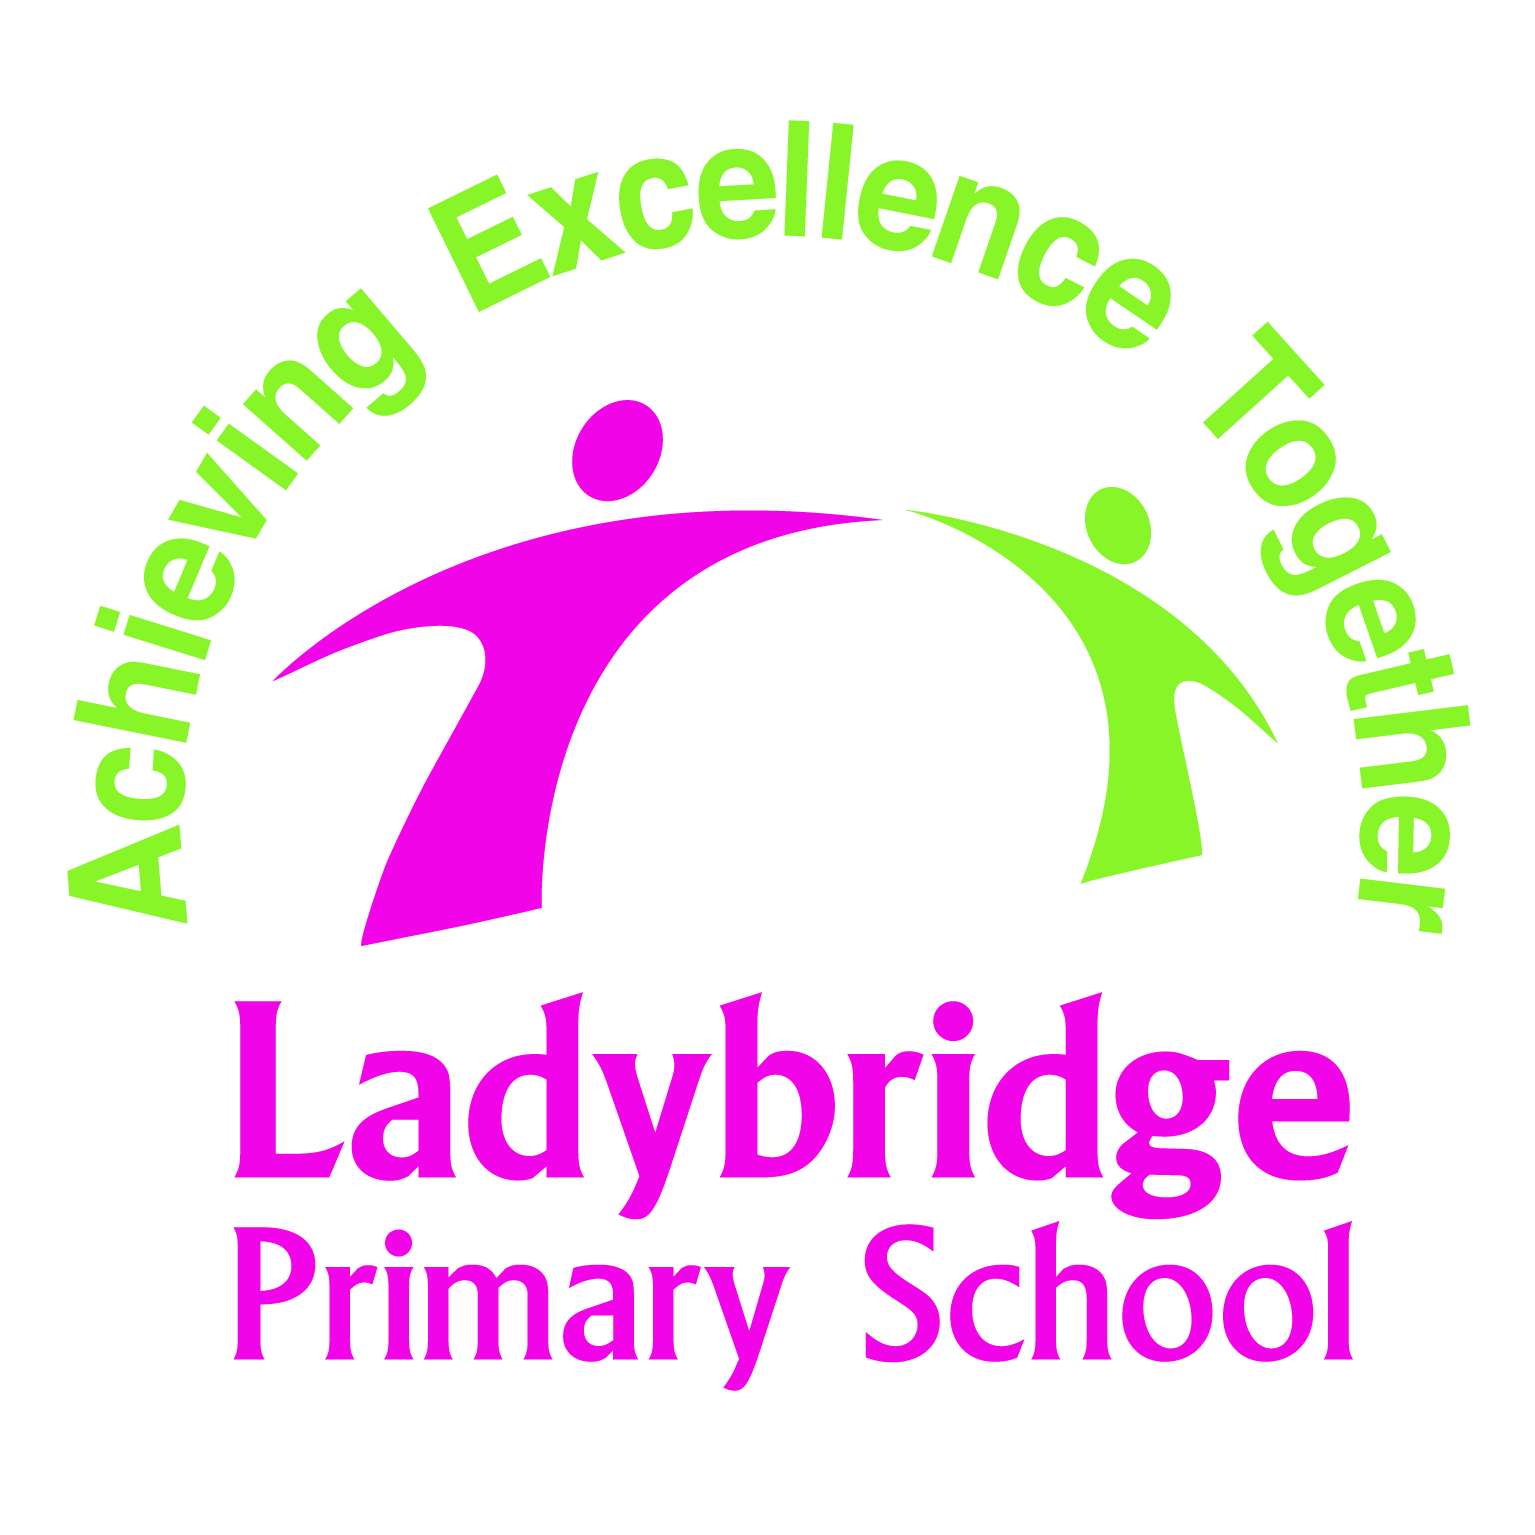 Achieving Excellence Together
Ladybridge
Primary School